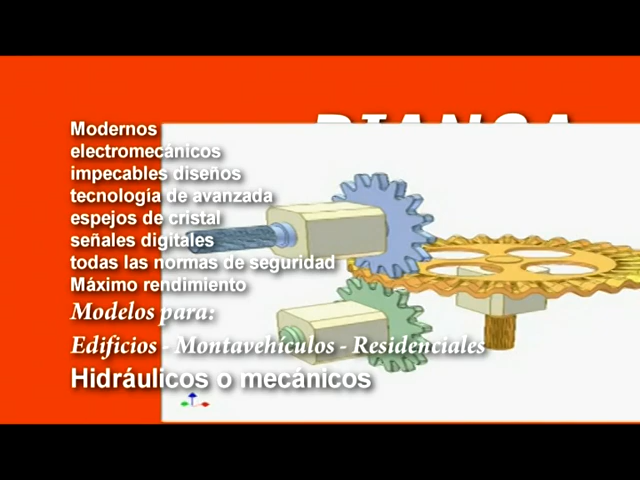 Modernos
electromecánicos
impecables diseños
tecnología de avanzada
espejos de cristal
señales digitales
todas las normas de seguridad
Máximo rendimiento
Modelos para:
Edificios - Montavehículos - Residenciales
Hidráulicos o mecánicos